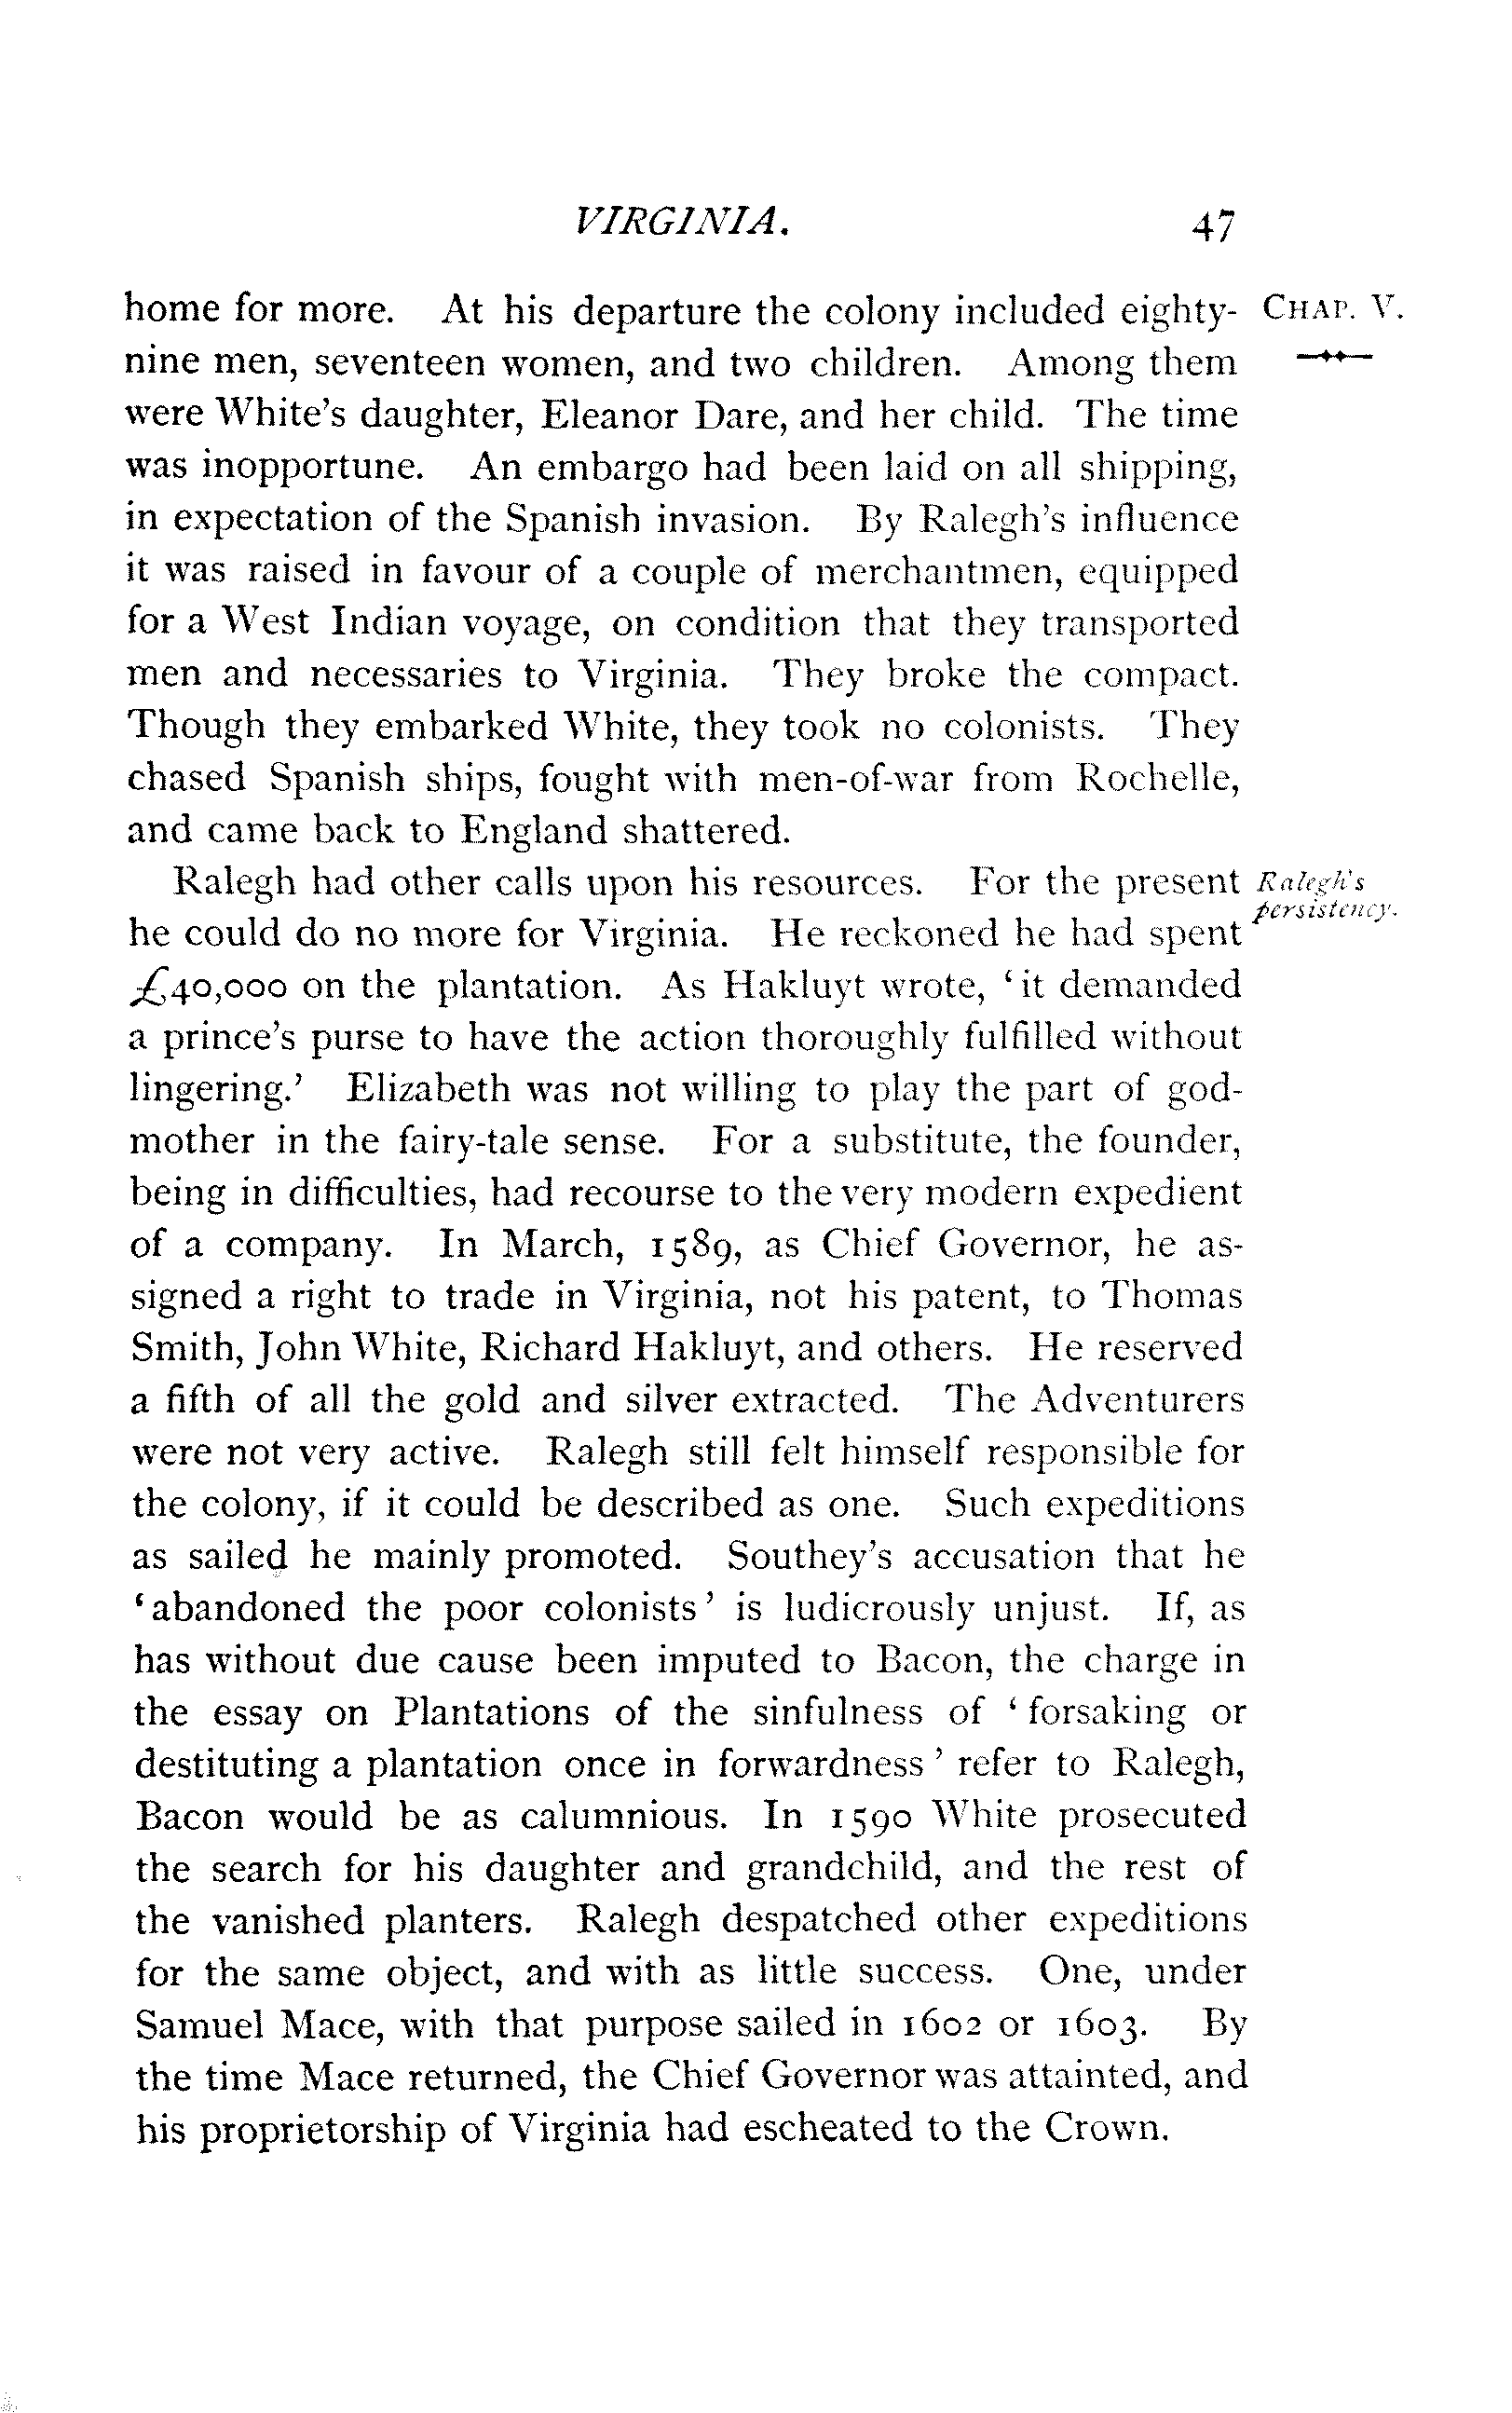 VIRGINIA. 47
home for more. At his departure the colony included eighty- CHAP. V.
nine men, seventeen women, and two children. Among them
were White's daughter, Eleanor Dare, and her child. The time
was inopportune. An embargo had been laid on all shipping,
in expectation of the Spanish invasion. By Ralegh's influence
it was raised in favour of a couple of merchantmen, equipped
for a West Indian voyage, on condition that they transported
men and necessaries to Virginia. They broke the compact.
Though they embarked White, they took no colonists. They
chased Spanish ships, fought with men-of-war from Rochelle,
and came back to England shattered.
Ralegh had other calls upon his resources. For the present
Ralegh's
persistency.
he could do no more for Virginia. He reckoned he had spent
£40,000 on the plantation. As Hakluyt wrote, ‘it demanded
a prince's purse to have the action thoroughly fulfilled without
lingering.’ Elizabeth was not willing to play the part of god-
mother in the fairy-tale sense. For a substitute, the founder,
being in difficulties, had recourse to the very modern expedient
of a company. In March, 1589, as Chief Governor, he as-
signed a right to trade in Virginia, not his patent, to Thomas
Smith, John White, Richard Hakluyt, and others. He reserved
a fifth of all the gold and silver extracted. The Adventurers
were not very active. Ralegh still felt himself responsible for
the colony, if it could be described as one. Such expeditions
as sailed he mainly promoted. Southey's accusation that he
‘abandoned the poor colonists’ is ludicrously unjust. If, as
has without due cause been imputed to Bacon, the charge in
the essay on Plantations of the sinfulness of ‘forsaking or
destituting a plantation once in forwardness’ refer to Ralegh,
Bacon would be as calumnious. In 1590 White prosecuted
the search for his daughter and grandchild, and the rest of
the vanished planters. Ralegh despatched other expeditions
for the same object, and with as little success. One, under
Samuel Mace, with that purpose sailed in 1602 or 1603. By
the time Mace returned, the Chief Governor was attainted, and
his proprietorship of Virginia had escheated to the Crown.